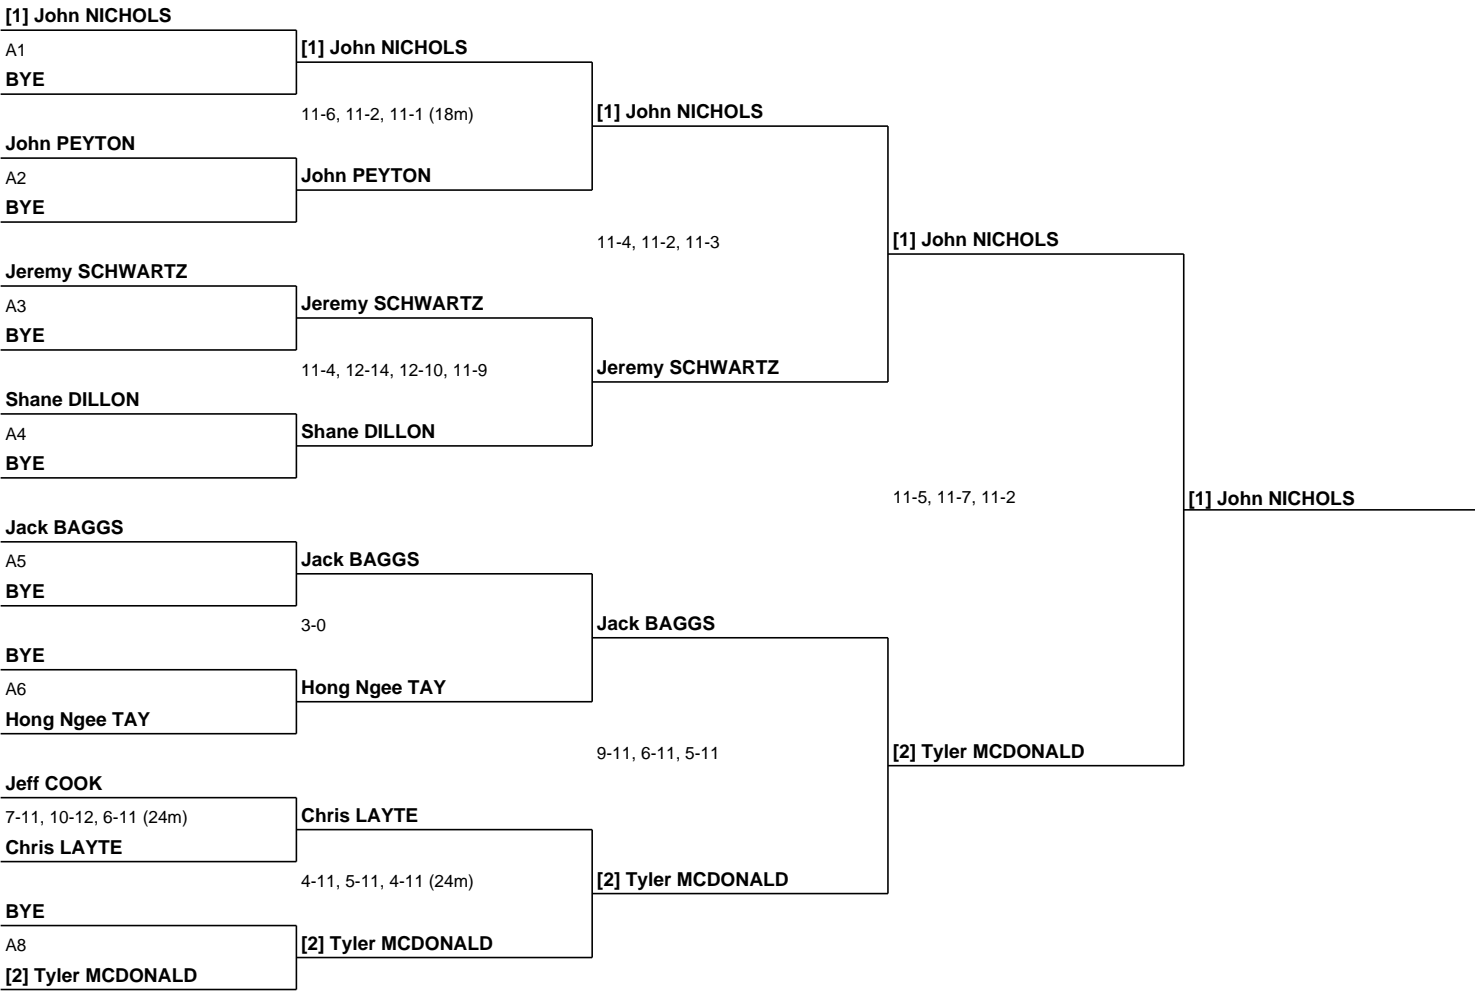 [1] John NICHOLS
A1
BYE
[1] John NICHOLS
11-6, 11-2, 11-1 (18m)
John PEYTON
A2
BYE
John PEYTON
[1] John NICHOLS
11-4, 11-2, 11-3
Jeremy SCHWARTZ
A3
BYE
Jeremy SCHWARTZ
11-4, 12-14, 12-10, 11-9
Shane DILLON
A4
BYE
Shane DILLON
Jeremy SCHWARTZ
[1] John NICHOLS
11-5, 11-7, 11-2
[1] John NICHOLS
Jack BAGGS
A5
BYE
Jack BAGGS
3-0
BYE
A6
Hong Ngee TAY
Hong Ngee TAY
Jack BAGGS
9-11, 6-11, 5-11
Jeff COOK
7-11, 10-12, 6-11 (24m)
Chris LAYTE
Chris LAYTE
4-11, 5-11, 4-11 (24m)
BYE
A8
[2] Tyler MCDONALD
[2] Tyler MCDONALD
[2] Tyler MCDONALD
[2] Tyler MCDONALD